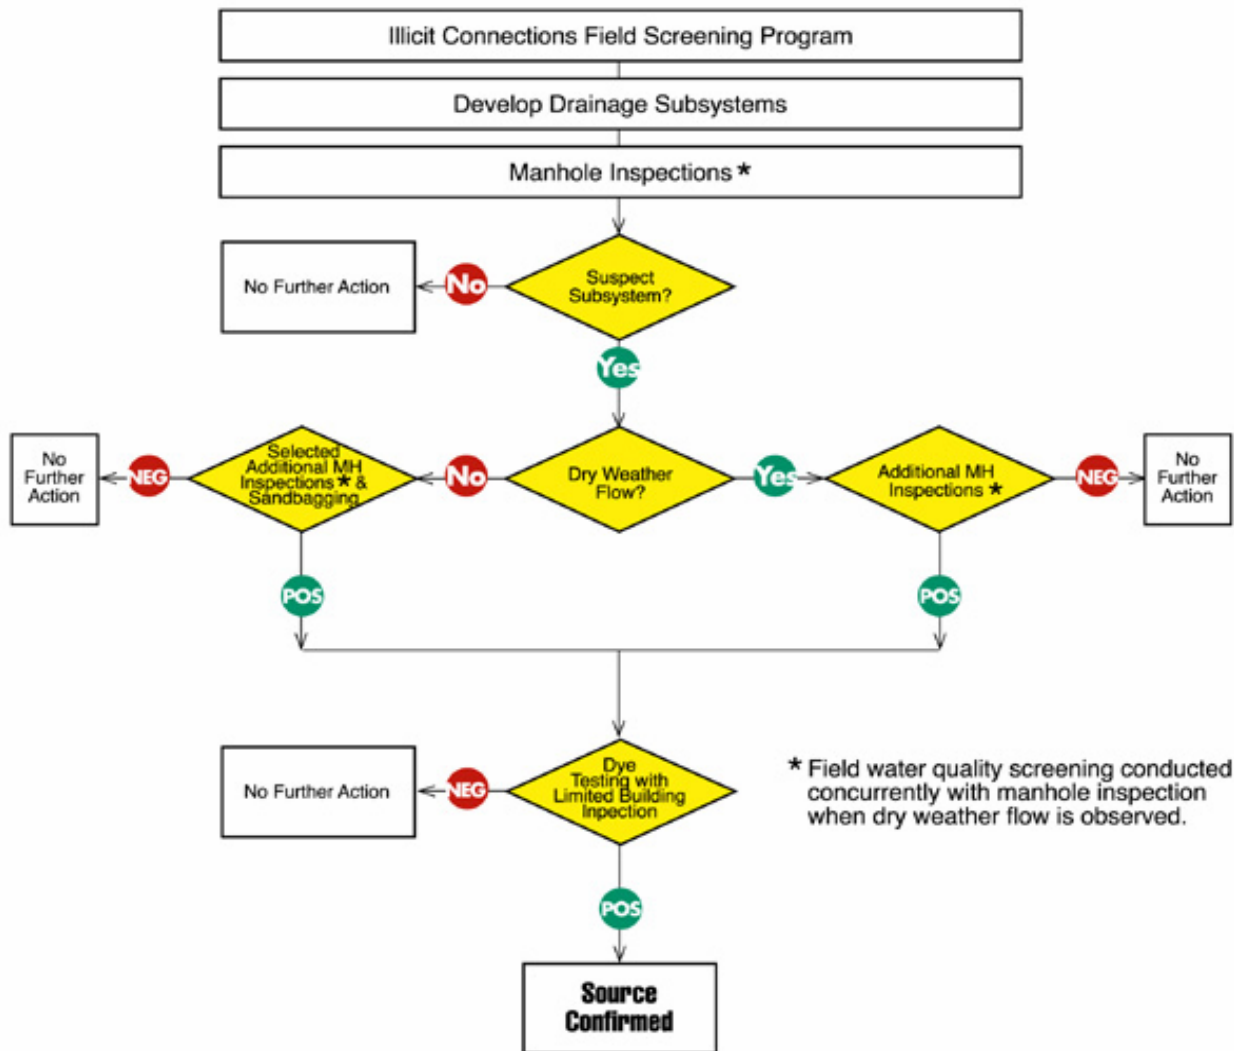 Illicit Connections Field Screening Program
Develop Drainage Subsystems
Manhole Inspections *
No Further Action
No
Suspect
Subsystem?
Yes
No
Further
Action
NEG
Selected
Additional MH
Inspections * &
Sandbagging
No
Dry Weather
Flow?
Yes
Additional MH
Inspections *
NEG
No
Further
Action
POS
POS
No Further Action
NEG
Dye
Testing with
Limited Building
Inpection
* Field water quality screening conducted
concurrently with manhole inspection
when dry weather flow is observed.
POS
Source
Confirmed